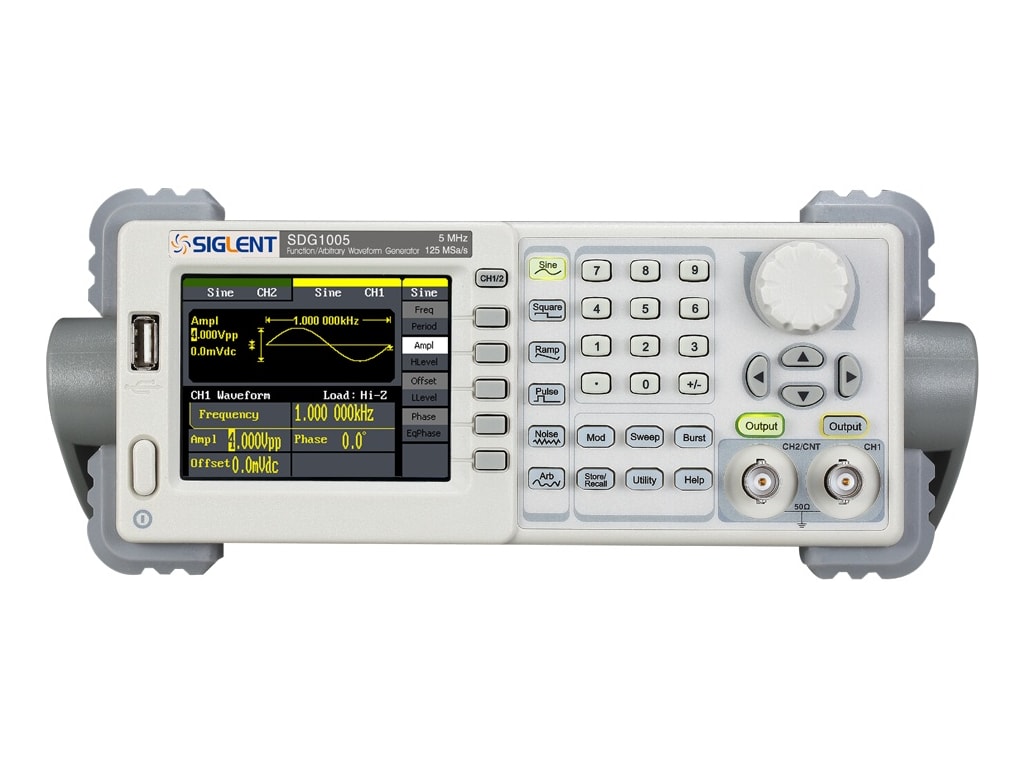 SIGLENT
SDG1005 5 MHz
Function/Arbitrary Waveform Generator 125 MSa/s
Sine CH2 Sine CH1 Sine
Ampl
4.000Vpp
0.0mVdc
1.000 000kHz
CH1 Waveform Load: Hi-Z
Frequency 1.000 000kHz
Ampl 4.000Vpp Phase 0.0°
Offset 0.0mVdc
Freq
Period
Ampl
HLevel
Offset
LLevel
Phase
EqPhase
CH1/2
Sine
Square
Ramp
Pulse
Noise
Arb
7 8 9
4 5 6
1 2 3
· 0 +/-
Mod Sweep Burst
Store/
Recall Utility Help
Output Output
CH2/CNT CH1
50Ω